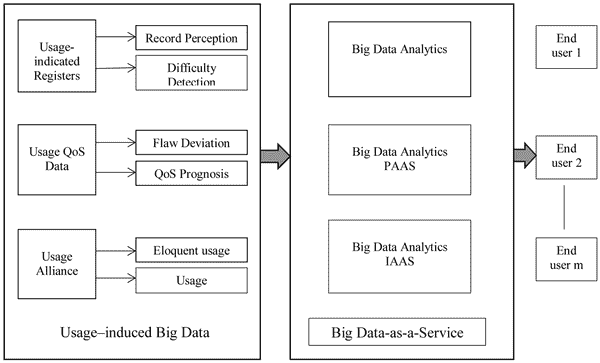 Usage-
indicated
Registers
Record Perception
Difficulty
Detection
Usage QoS
Data
Flaw Deviation
QoS Prognosis
Usage
Alliance
Eloquent usage
Usage
Usage–induced Big Data
Big Data Analytics
Big Data Analytics
PAAS
Big Data Analytics
IAAS
Big Data-as-a-Service
End
user 1
End
user 2
End
user m